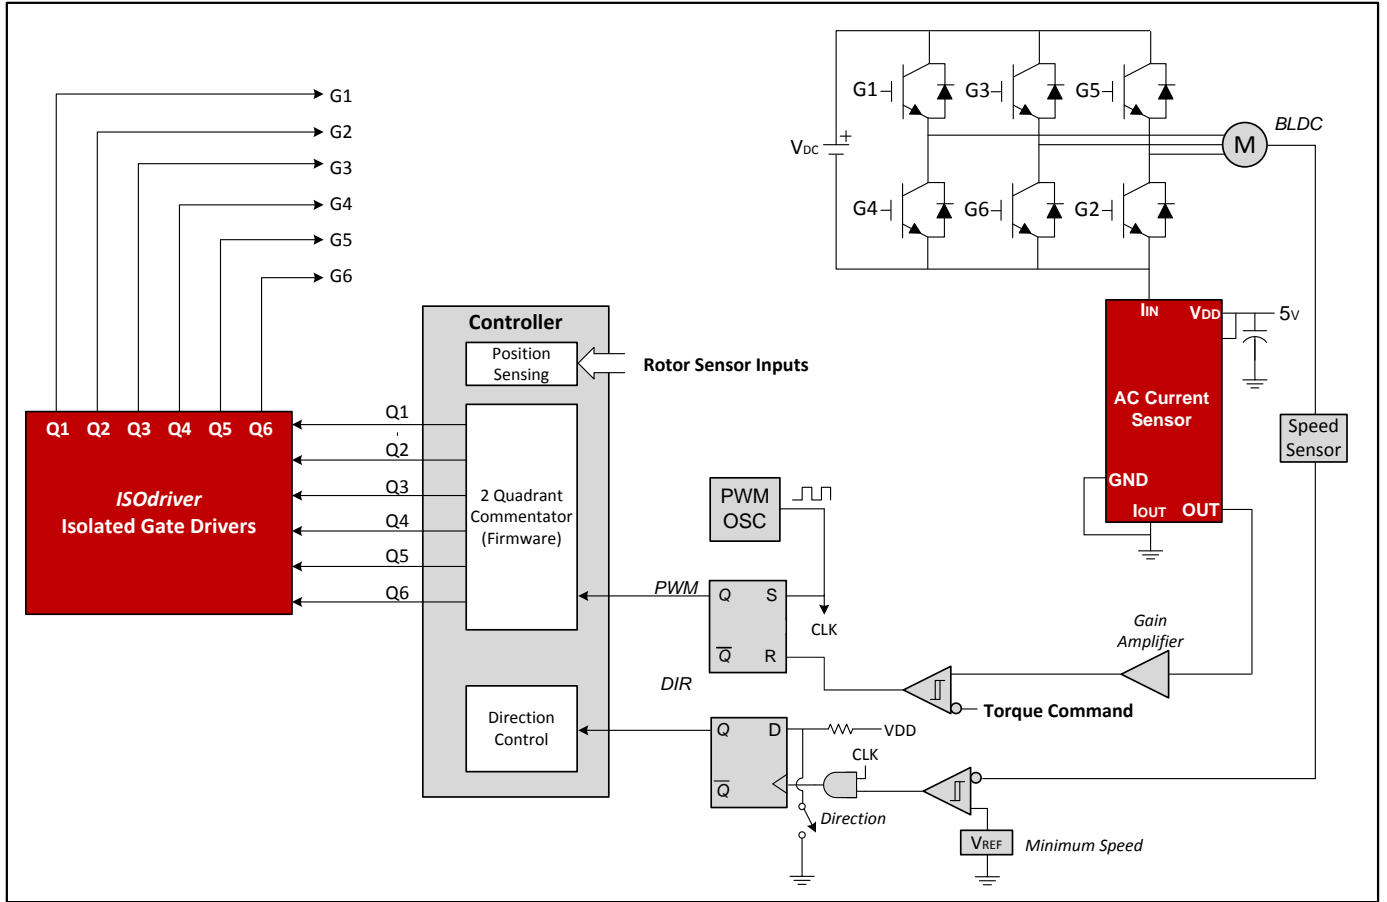 G1
G2
G3
G4
G5
G6
G1
G3
G5
VDC
+
BLDC
M
G4
G6
G2
Controller
Position
Sensing
Rotor Sensor Inputs
IIN
VDD
5V
AC Current
Sensor
GND
IOUT
OUT
Speed
Sensor
Q1
Q2
Q3
Q4
Q5
Q6
ISOdriver
Isolated Gate Drivers
Q1
Q2
Q3
Q4
Q5
Q6
2 Quadrant
Commentator
(Firmware)
PWM
OSC
PWM
Q
S
Q
R
CLK
Gain
Amplifier
DIR
Torque Command
Direction
Control
Q
D
Q
VDD
CLK
Direction
VREF
Minimum Speed